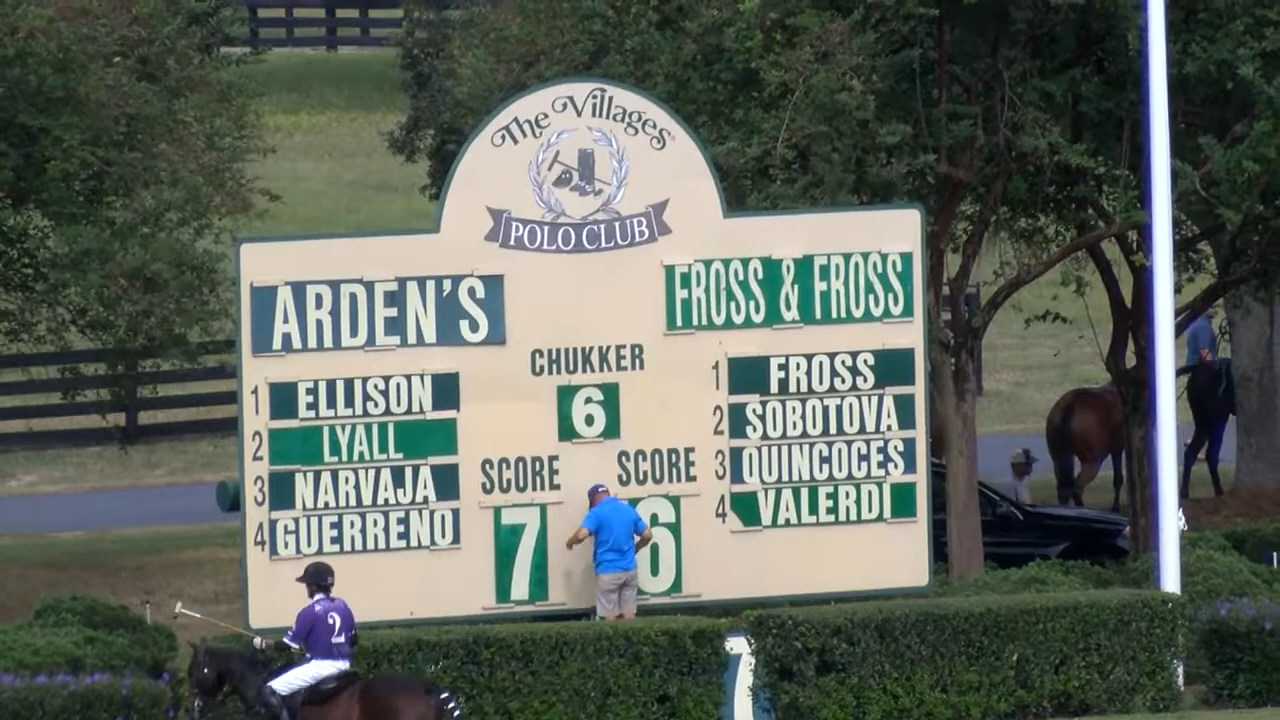 The Villages
POLO CLUB
ARDEN'S
FROSS & FROSS
CHUKKER
6
1 ELLISON
2 LYALL
3 NARVAJA
4 GUERRENO
1 FROSS
2 SOBOTOVA
3 QUINCOCES
4 VALERDI
SCORE
7
SCORE
6
2